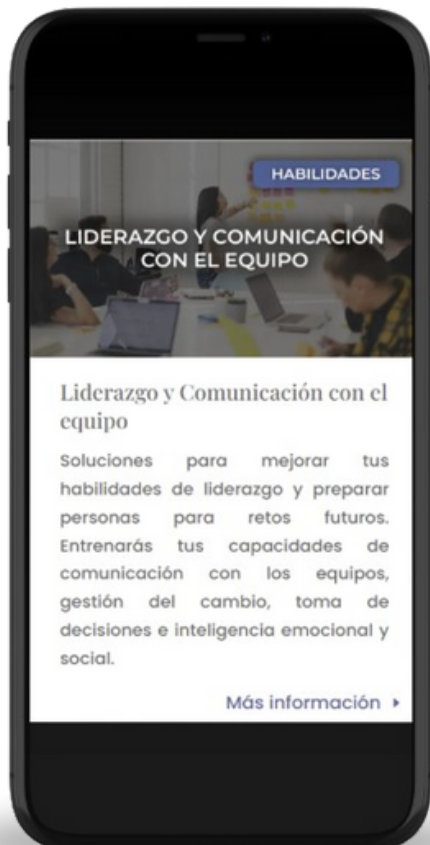 HABILIDADES
LIDERAZGO Y COMUNICACIÓN
CON EL EQUIPO
Liderazgo y Comunicación con el
equipo
Soluciones para mejorar tus
habilidades de liderazgo y preparar
personas para retos futuros.
Entrenarás tus capacidades de
comunicación con los equipos,
gestión del cambio, toma de
decisiones e inteligencia emocional y
social.
Más información